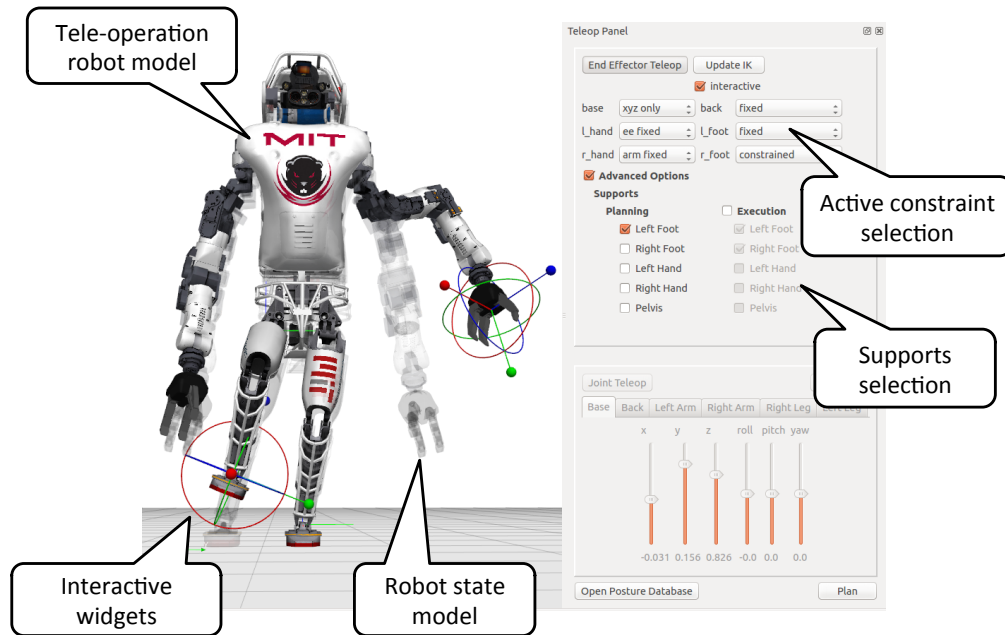 Tele-operation
robot model
MIT
Teleop Panel
End Effector Teleop Update IK
interactive
base xyz only back fixed
l_hand ee fixed l_foot fixed
r_hand arm fixed r_foot constrained
Advanced Options
Supports
Planning Execution
Left Foot Left Foot
Right Foot Right Foot
Left Hand Left Hand
Right Hand Right Hand
Pelvis Pelvis
Active constraint
selection
Supports
selection
Joint Teleop
Base Back Left Arm Right Arm Right Leg Left Leg
x y z roll pitch yaw
-0.031 0.156 0.826 -0.0 0.0 0.0
Open Posture Database Plan
Interactive
widgets
Robot state
model